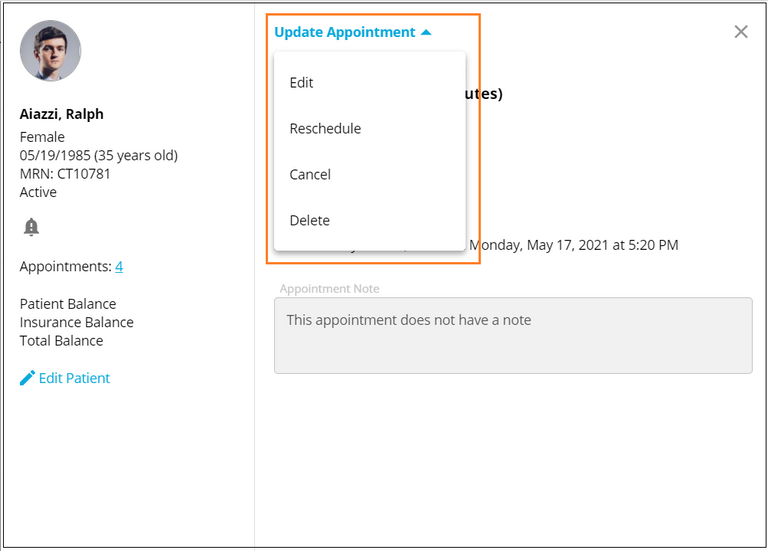 Aiazzi, Ralph
Female
05/19/1985 (35 years old)
MRN: CT10781
Active
Appointments: 4
Patient Balance
Insurance Balance
Total Balance
Edit Patient
Update Appointment
Edit
Reschedule
Cancel
Delete
Monday, May 17, 2021 at 5:20 PM
Appointment Note
This appointment does not have a note